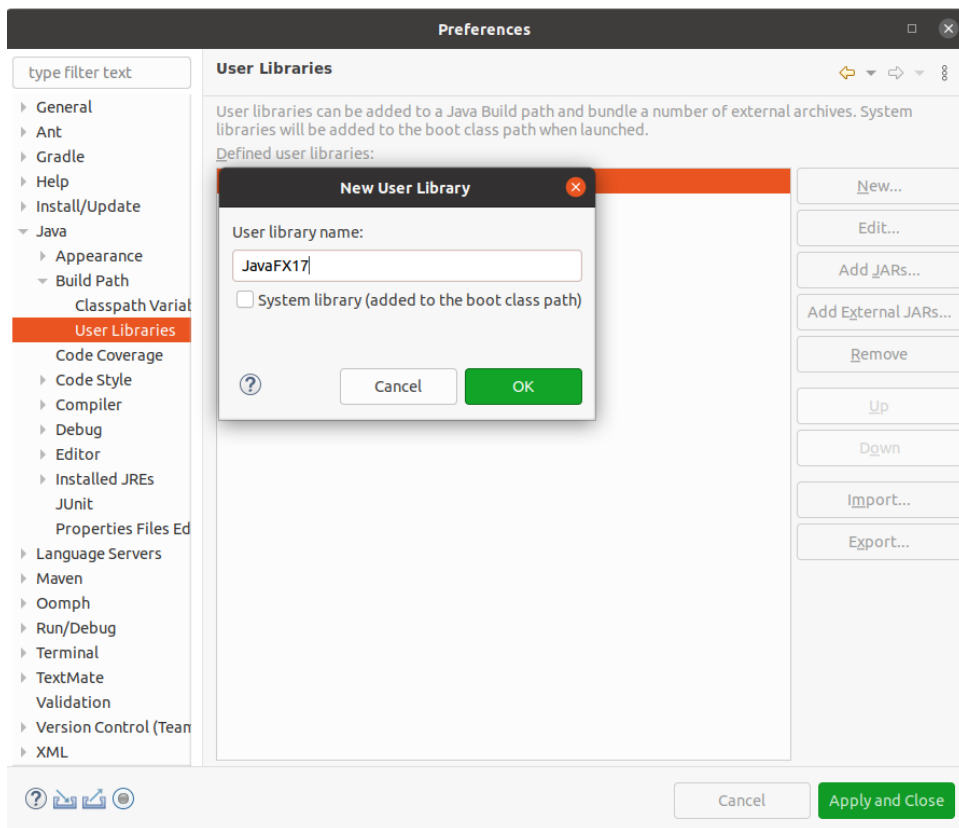 Preferences
type filter text
General
Ant
Gradle
Help
Install/Update
Java
Appearance
Build Path
Classpath Variab
User Libraries
Code Coverage
Code Style
Compiler
Debug
Editor
Installed JREs
JUnit
Properties Files Ed
Language Servers
Maven
Oomph
Run/Debug
Terminal
TextMate
Validation
Version Control (Team
XML
User Libraries
User libraries can be added to a Java Build path and bundle a number of external archives. System
libraries will be added to the boot class path when launched.
Defined user libraries:
New User Library
User library name:
JavaFX17
System library (added to the boot class path)
?
Cancel
OK
New...
Edit...
Add JARs...
Add External JARs...
Remove
Up
Down
Import...
Export...
?
Cancel
Apply and Close